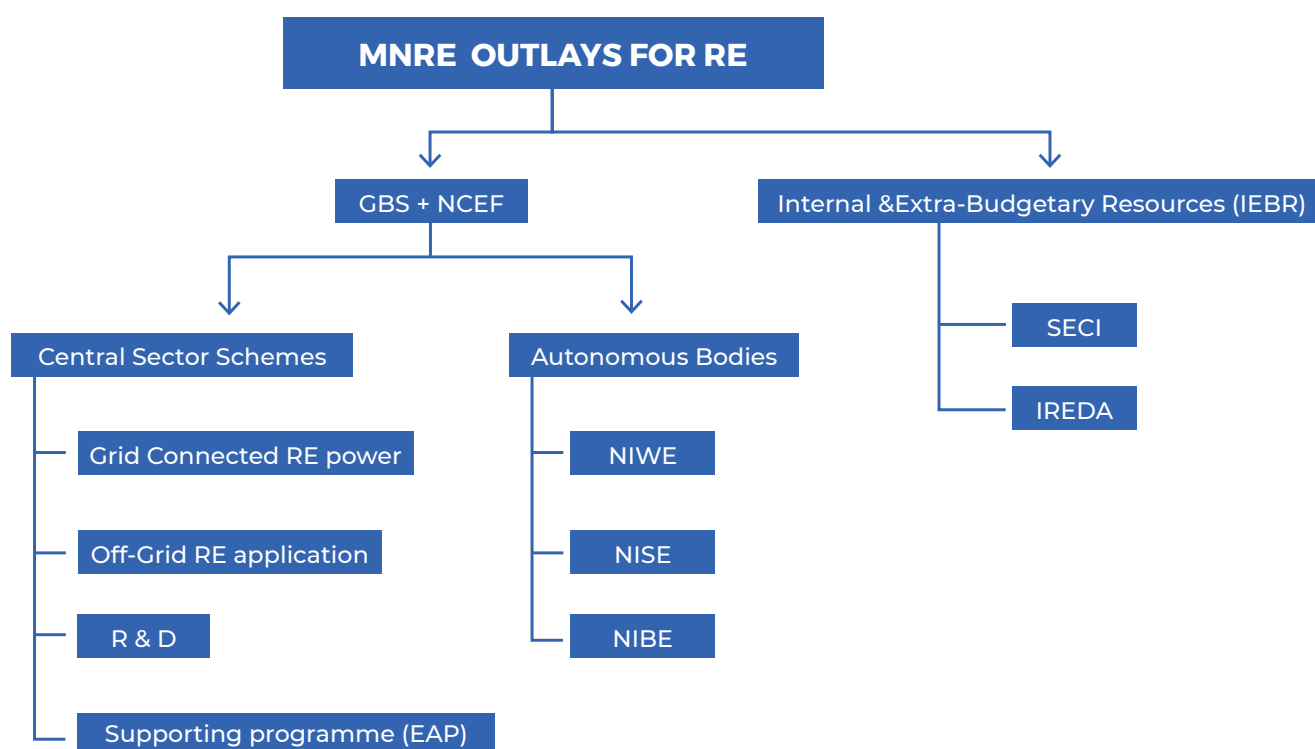 MNRE OUTLAYS FOR RE
GBS + NCEF
Internal &Extra-Budgetary Resources (IEBR)
Central Sector Schemes
Autonomous Bodies
SECI
IREDA
Grid Connected RE power
Off-Grid RE application
R & D
Supporting programme (EAP)
NIWE
NISE
NIBE